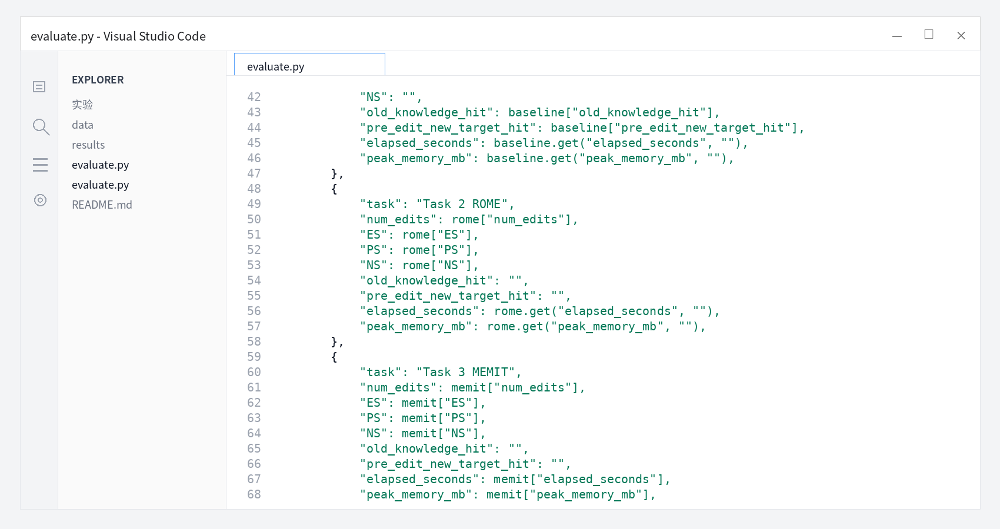 evaluate.py - Visual Studio Code
EXPLORER
实验
data
results
evaluate.py
evaluate.py
README.md
evaluate.py
42 "NS": "",
43 "old_knowledge_hit": baseline["old_knowledge_hit"],
44 "pre_edit_new_target_hit": baseline["pre_edit_new_target_hit"],
45 "elapsed_seconds": baseline.get("elapsed_seconds", ""),
46 "peak_memory_mb": baseline.get("peak_memory_mb", ""),
47 },
48 {
49 "task": "Task 2 ROME",
50 "num_edits": rome["num_edits"],
51 "ES": rome["ES"],
52 "PS": rome["PS"],
53 "NS": rome["NS"],
54 "old_knowledge_hit": "",
55 "pre_edit_new_target_hit": "",
56 "elapsed_seconds": rome.get("elapsed_seconds", ""),
57 "peak_memory_mb": rome.get("peak_memory_mb", ""),
58 },
59 {
60 "task": "Task 3 MEMIT",
61 "num_edits": memit["num_edits"],
62 "ES": memit["ES"],
63 "PS": memit["PS"],
64 "NS": memit["NS"],
65 "old_knowledge_hit": "",
66 "pre_edit_new_target_hit": "",
67 "elapsed_seconds": memit["elapsed_seconds"],
68 "peak_memory_mb": memit["peak_memory_mb"],